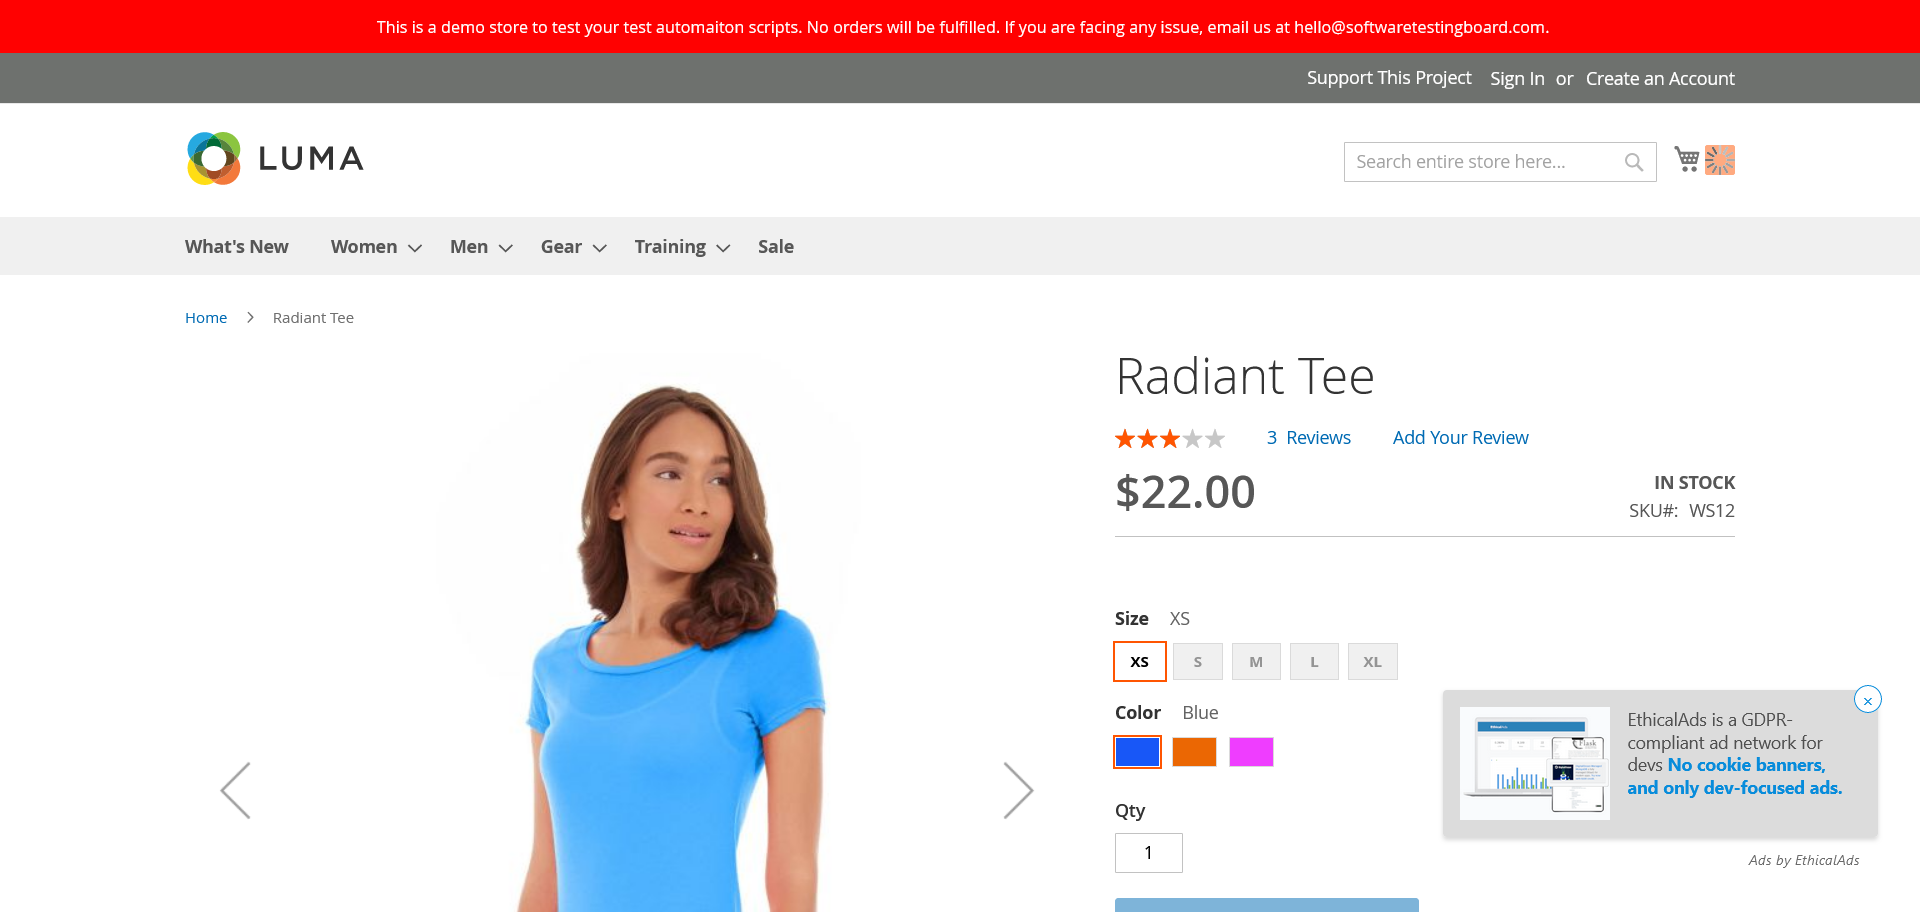 This is a demo store to test your test automaiton scripts. No orders will be fulfilled. If you are facing any issue, email us at hello@softwaretestingboard.com.
Support This Project Sign In or Create an Account
LUMA
Search entire store here...
What's New Women Men Gear Training Sale
Home Radiant Tee
Radiant Tee
3 Reviews Add Your Review
$22.00
IN STOCK
SKU#: WS12
Size XS
XS S M L XL
Color Blue
Qty
1
EthicalAds is a GDPR-
compliant ad network for
devs No cookie banners,
and only dev-focused ads.
Ads by EthicalAds